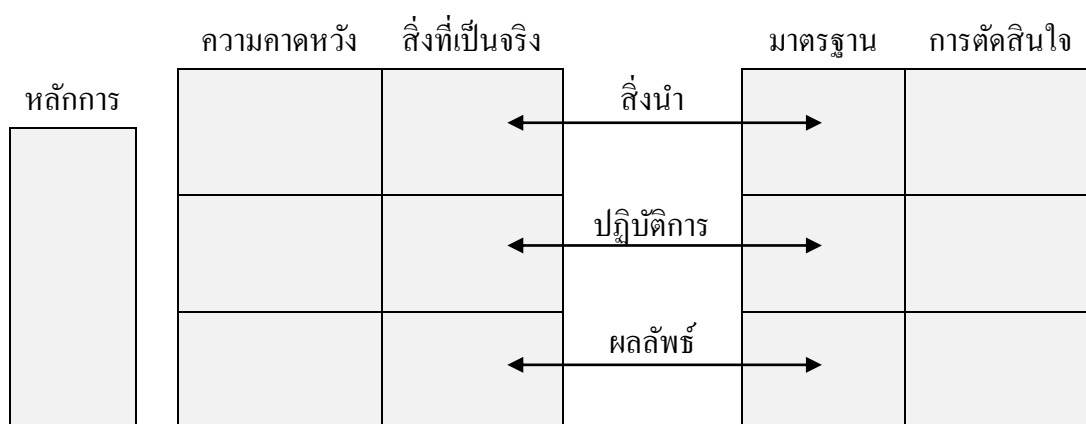 ความคาดหวัง สิ่งที่เป็นจริง มาตรฐาน การตัดสินใจ
หลักการ
สิ่งนำ
ปฏิบัติการ
ผลลัพธ์